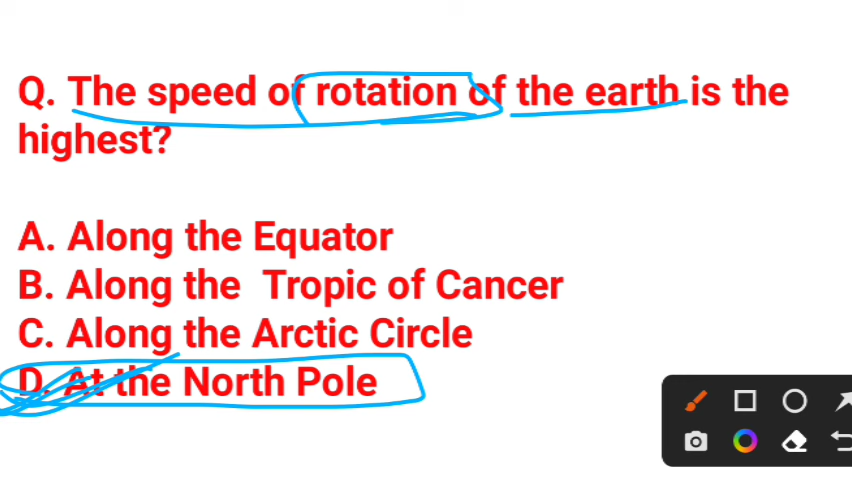 Q. The speed of rotation of the earth is the
highest?
A. Along the Equator
B. Along the Tropic of Cancer
C. Along the Arctic Circle
D. At the North Pole